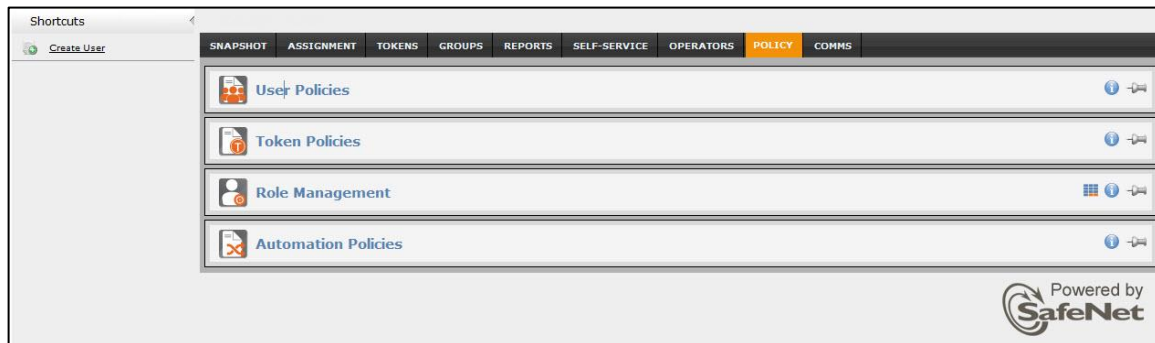 Shortcuts
Create User
SNAPSHOT ASSIGNMENT TOKENS GROUPS REPORTS SELF-SERVICE OPERATORS POLICY COMMS
User Policies
Token Policies
Role Management
Automation Policies
Powered by
SafeNet